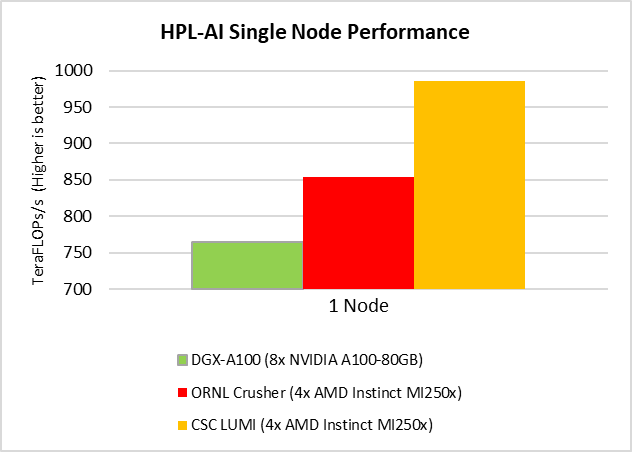 HPL-AI Single Node Performance
TeraFLOPs/s (Higher is better)
1000
950
900
850
800
750
700
1 Node
DGX-A100 (8x NVIDIA A100-80GB)
ORNL Crusher (4x AMD Instinct MI250x)
CSC LUMI (4x AMD Instinct MI250x)